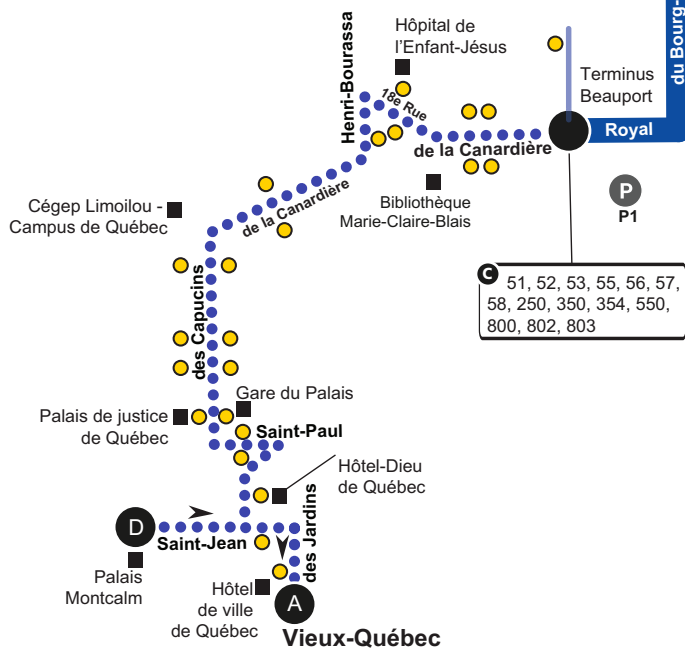 du Bourg-
Hôpital de
l'Enfant-Jésus
Henri-Bourassa
18e Rue
Terminus
Beauport
Royal
de la Canardière
P
P1
Bibliothèque
Marie-Claire-Blais
Cégep Limoilou -
Campus de Québec
de la Canardière
C 51, 52, 53, 55, 56, 57,
58, 250, 350, 354, 550,
800, 802, 803
des Capucins
Gare du Palais
Palais de justice
de Québec
Saint-Paul
Hôtel-Dieu
de Québec
D
Saint-Jean
des Jardins
Palais
Montcalm
Hôtel
de ville
de Québec
A
Vieux-Québec